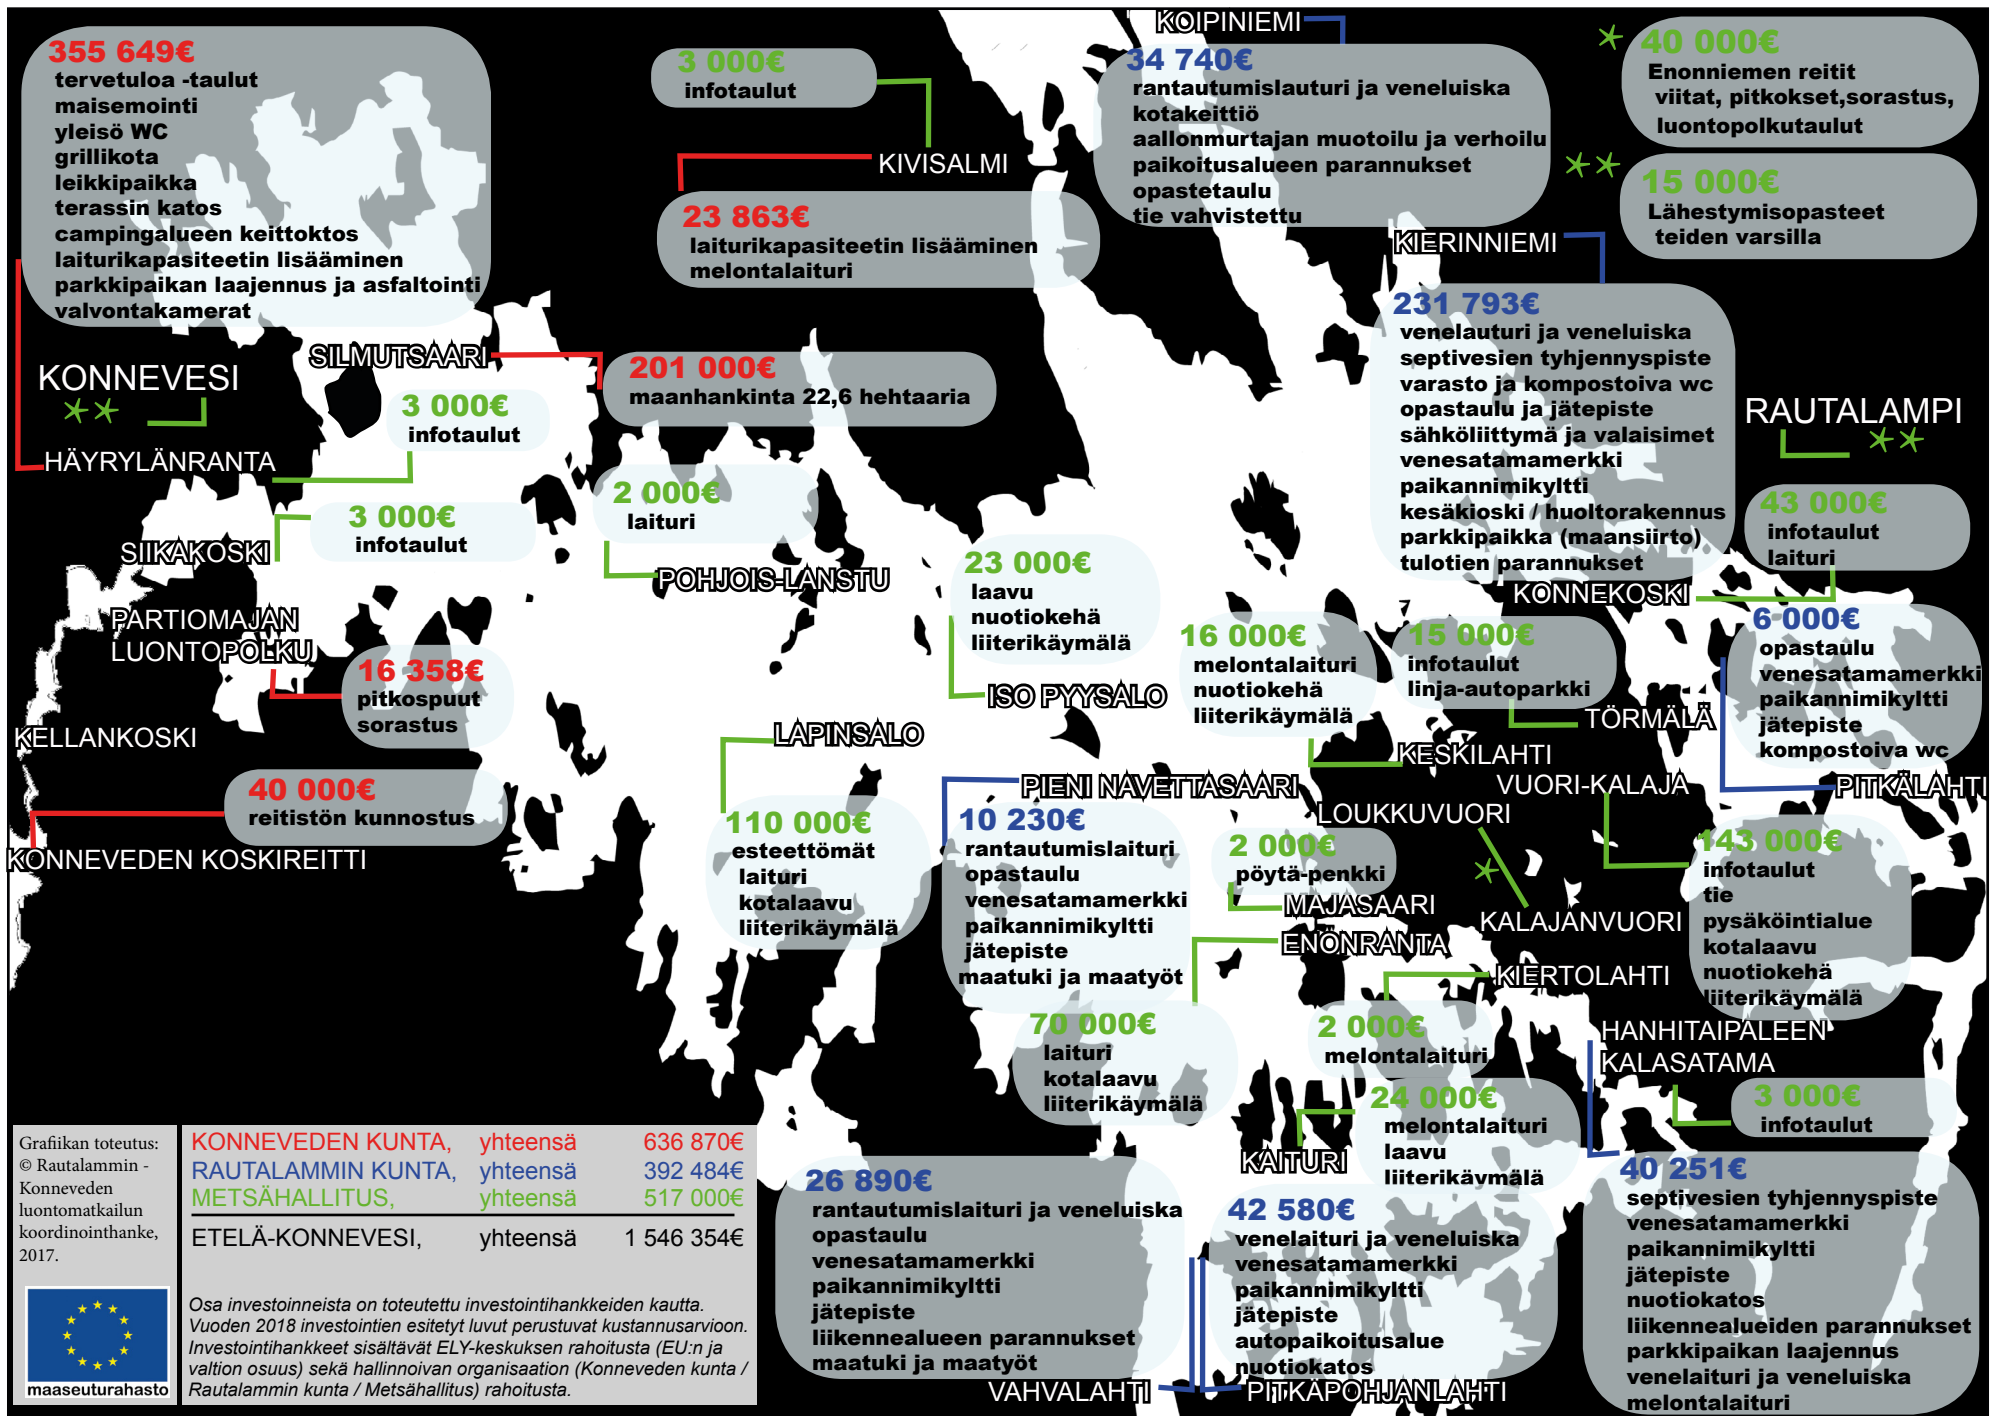 355 649€
tervetuloa -taulut
maisemointi
yleisö WC
grillikota
leikkipaikka
terassin katos
campingalueen keittoktos
laiturikapasiteetin lisääminen
parkkipaikan laajennus ja asfaltointi
valvontakamerat
3 000€
infotaulut
KIVISALMI
23 863€
laiturikapasiteetin lisääminen
melontalaituri
KOIPINIEMI
34 740€
rantautumislauturi ja veneluiska
kotakeittiö
aallonmurtajan muotoilu ja verhoilu
paikoitusalueen parannukset
opastetaulu
tie vahvistettu
40 000€
Enonniemen reitit
viitat, pitkokset,sorastus,
luontopolkutaulut
15 000€
Lähestymisopasteet
teiden varsilla
KIERINNIEMI
231 793€
venelauturi ja veneluiska
septivesien tyhjennyspiste
varasto ja kompostoiva wc
opastaulu ja jätepiste
sähköliittymä ja valaisimet
venesatamamerkki
paikannimikyltti
kesäkioski / huoltorakennus
parkkipaikka (maansiirto)
tulotien parannukset
SILMUTSAARI
201 000€
maanhankinta 22,6 hehtaaria
KONNEVESI
3 000€
infotaulut
HÄYRYLÄNRANTA
RAUTALAMPI
2 000€
laituri
POHJOIS-LANSTU
3 000€
infotaulut
SIIKAKOSKI
43 000€
infotaulut
laituri
KONNEKOSKI
23 000€
laavu
nuotiokehä
liiterikäymälä
ISO PYYSALO
PARTIOMAJAN
LUONTOPOLKU
16 358€
pitkospuut
sorastus
16 000€
melontalaituri
nuotiokehä
liiterikäymälä
KESKILAHTI
15 000€
infotaulut
linja-autoparkki
TÖRMÄLÄ
6 000€
opastaulu
venesatamamerkki
paikannimikyltti
jätepiste
kompostoiva wc
PITKÄLAHTI
KELLANKOSKI
40 000€
reitistön kunnostus
KONNEVEDEN KOSKIREITTI
LAPINSALO
110 000€
esteettömät
laituri
kotalaavu
liiterikäymälä
PIENI NAVETTASAARI
10 230€
rantautumislaituri
opastaulu
venesatamamerkki
paikannimikyltti
jätepiste
maatuki ja maatyöt
VUORI-KALAJA
LOUKKUVUORI
2 000€
pöytä-penkki
MAJASAARI
KALAJANVUORI
143 000€
infotaulut
tie
pysäköintialue
kotalaavu
nuotiokehä
liiterikäymälä
ENONRANTA
70 000€
laituri
kotalaavu
liiterikäymälä
KIERTOLAHTI
2 000€
melontalaituri
HANHITAIPALEEN
KALASATAMA
3 000€
infotaulut
24 000€
melontalaituri
laavu
liiterikäymälä
KAITURI
26 890€
rantautumislaituri ja veneluiska
opastaulu
venesatamamerkki
paikannimikyltti
jätepiste
liikennealueen parannukset
maatuki ja maatyöt
VAHVALAHTI
42 580€
venelaituri ja veneluiska
venesatamamerkki
paikannimikyltti
jätepiste
autopaikoitusalue
nuotiokatos
PITKÄPOHJANLAHTI
40 251€
septivesien tyhjennyspiste
venesatamamerkki
paikannimikyltti
jätepiste
nuotiokatos
liikennealueiden parannukset
parkkipaikan laajennus
venelaituri ja veneluiska
melontalaituri
Grafiikan toteutus:
© Rautalammin -
Konneveden
luontomatkailun
koordinointihanke,
2017.
maaseuturahasto
KONNEVEDEN KUNTA, yhteensä 636 870€
RAUTALAMMIN KUNTA, yhteensä 392 484€
METSÄHALLITUS, yhteensä 517 000€
ETELÄ-KONNEVESI, yhteensä 1 546 354€
Osa investoinneista on toteutettu investointihankkeiden kautta.
Vuoden 2018 investointien esitetyt luvut perustuvat kustannusarvioon.
Investointihankkeet sisältävät ELY-keskuksen rahoitusta (EU:n ja
valtion osuus) sekä hallinnoivan organisaation (Konneveden kunta /
Rautalammin kunta / Metsähallitus) rahoitusta.